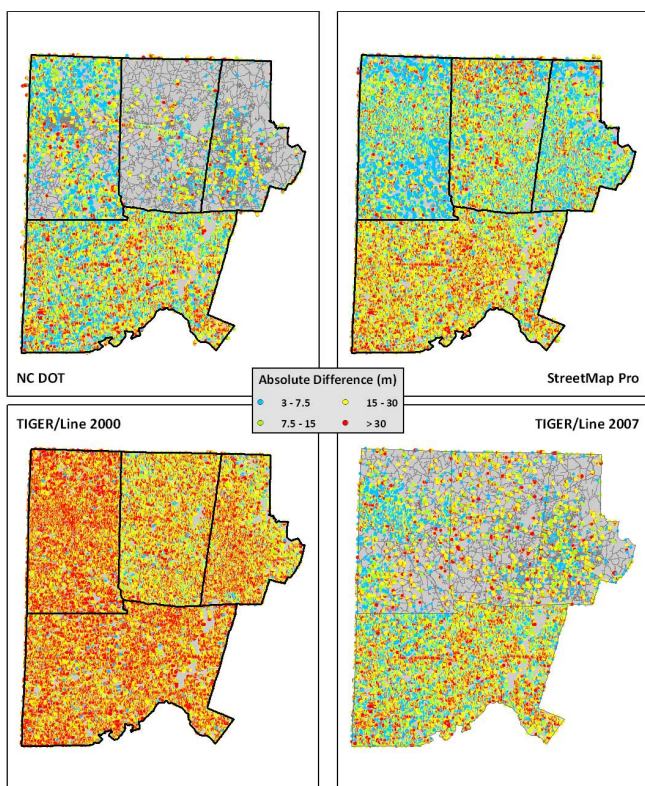 NC DOT
StreetMap Pro
Absolute Difference (m)
3 - 7.5
15 - 30
7.5 - 15
> 30
TIGER/Line 2000
TIGER/Line 2007